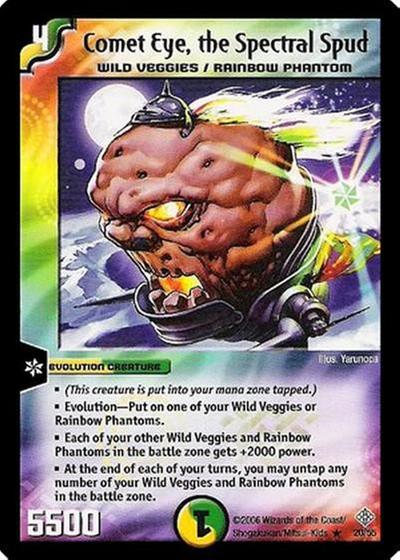 4
Comet Eye, the Spectral Spud
WILD VEGGIES / RAINBOW PHANTOM
Illus. Yarunopa
EVOLUTION CREATURE
▪ (This creature is put into your mana zone tapped.)
▪ Evolution—Put on one of your Wild Veggies or
Rainbow Phantoms.
▪ Each of your other Wild Veggies and Rainbow
Phantoms in the battle zone gets +2000 power.
▪ At the end of each of your turns, you may untap any
number of your Wild Veggies and Rainbow Phantoms
in the battle zone.
5500
1
©2006 Wizards of the Coast/
Shogakukan/Mitsui-Kids ★ 20/55